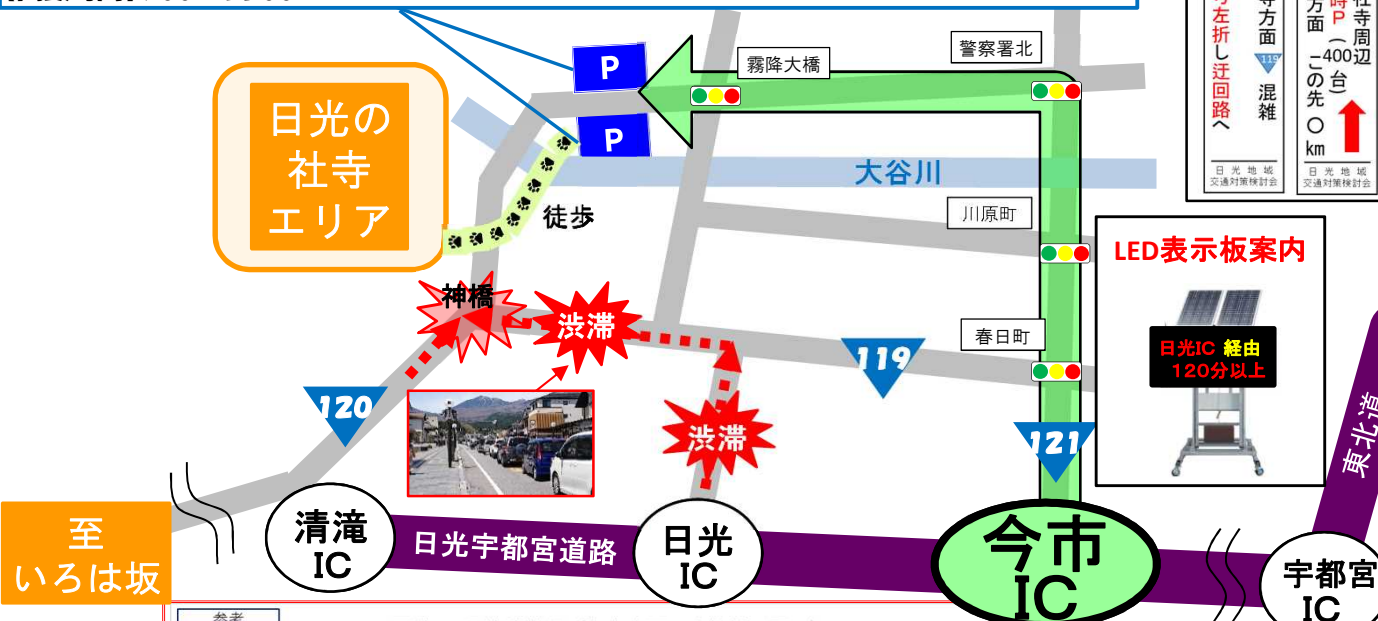 P
P
霧降大橋
警察署北
日光の
社寺
エリア
徒歩
大谷川
川原町
神橋
渋滞
春日町
119
120
渋滞
121
LED表示板案内
日光IC 経由
120分以上
左折し迂回路へ
寺方面 119 混雑
日光地域
交通対策検討会
社寺周辺
時P(400台)
方面 この先〇km
日光地域
交通対策検討会
東北道
至
いろは坂
清滝
IC
日光宇都宮道路
日光
IC
今市
IC
宇都宮
IC
参考